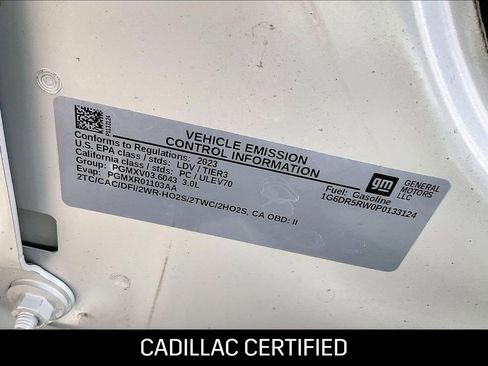 P0133124
VEHICLE EMISSION
CONTROL INFORMATION
Conforms to Regulations: 2023
U.S. EPA class / stds: LDV / TIER3
California class / stds: PC / ULEV70
Group: PGMXV03.6043 3.0L
Evap: PGMXR01103AA
2TC/CAC/DFI/2WR-HO2S/2TWC/2HO2S, CA OBD: II
Fuel: Gasoline
1G6DR5RW0P0133124
gm
GENERAL
MOTORS
LLC
CADILLAC CERTIFIED